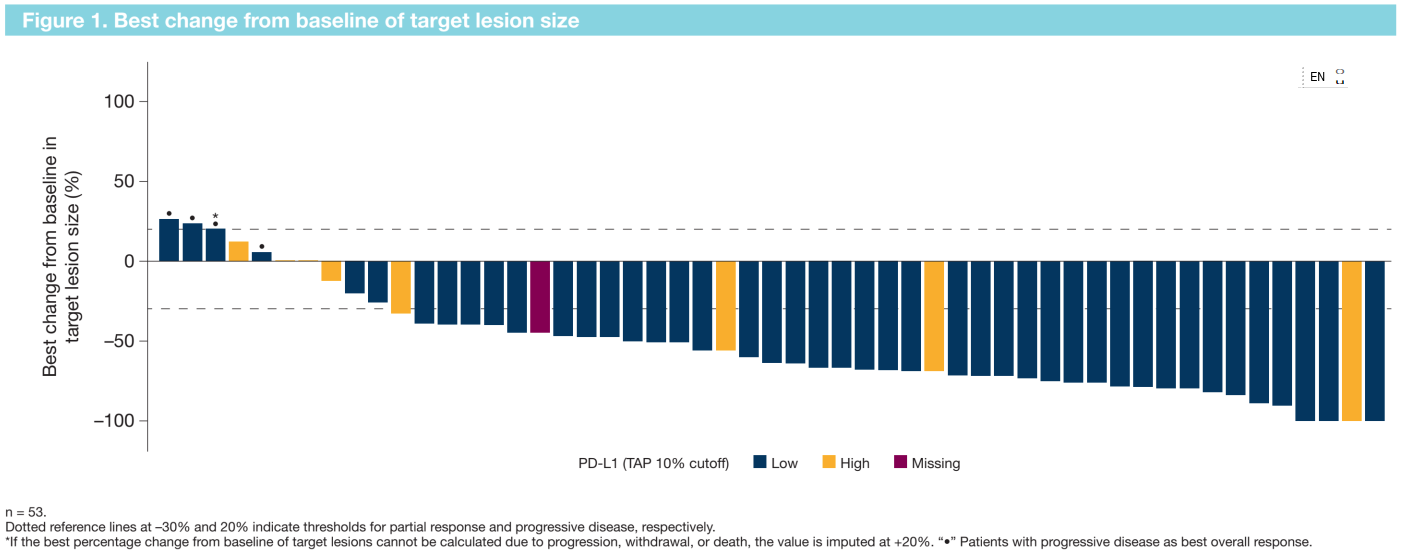 Figure 1. Best change from baseline of target lesion size
EN
100
50
0
–50
–100
Best change from baseline in
target lesion size (%)
*
PD-L1 (TAP 10% cutoff) Low High Missing
n = 53.
Dotted reference lines at –30% and 20% indicate thresholds for partial response and progressive disease, respectively.
*If the best percentage change from baseline of target lesions cannot be calculated due to progression, withdrawal, or death, the value is imputed at +20%. “•” Patients with progressive disease as best overall response.